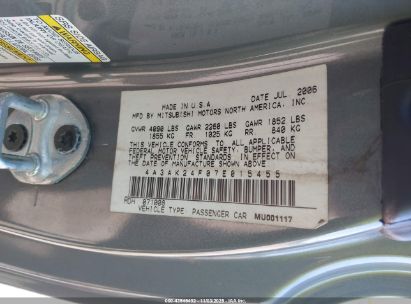 MADE IN U.S.A. DATE JUL. 2006
MFD BY MITSUBISHI MOTORS NORTH AMERICA, INC
GVWR 4090 LBS GAWR 2260 LBS GAWR 1852 LBS
1855 KG FR 1025 KG RR 840 KG
THIS VEHICLE CONFORMS TO ALL APPLICABLE
FEDERAL MOTOR VEHICLE SAFETY, BUMPER, AND
THEFT PREVENTION STANDARDS IN EFFECT ON
THE DATE OF MANUFACTURE SHOWN ABOVE
4A3AK24F07E015455
MDH 071008
VEHICLE TYPE: PASSENGER CAR MU001117